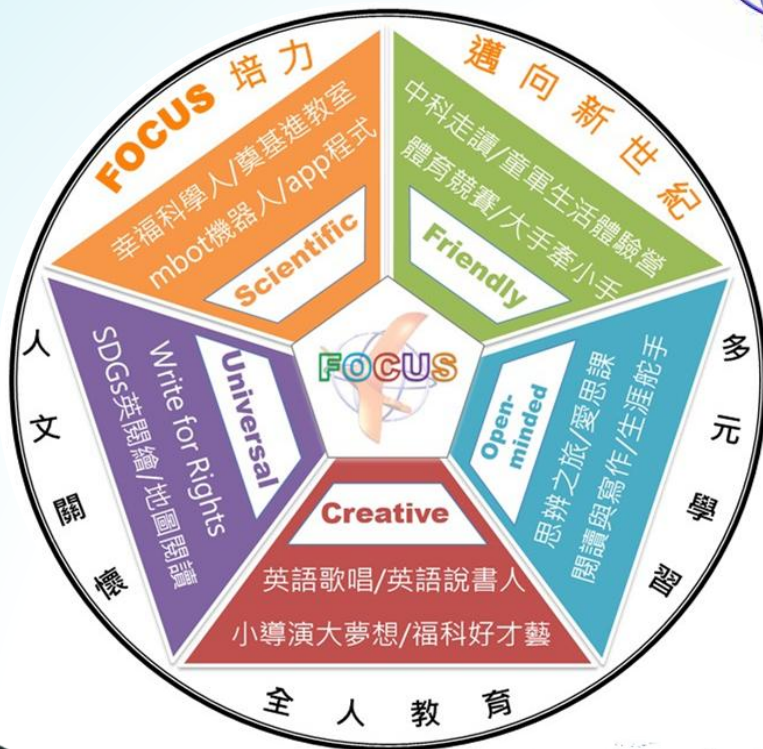 FOCUS 培力
邁向新世紀
幸福科學人/奠基進教室
mbot機器人/app程式
Scientific
中科走讀/童軍生活體驗營
體育競賽/大手牽小手
Friendly
思辨之旅/愛思課
閱讀與寫作/生涯舵手
Open-
minded
英語歌唱/英語說書人
小導演大夢想/福科好才藝
Creative
Write for Rights
SDGs英閱繪/地圖閱讀
Universal
FOCUS
多元學習
全人教育
人文關懷